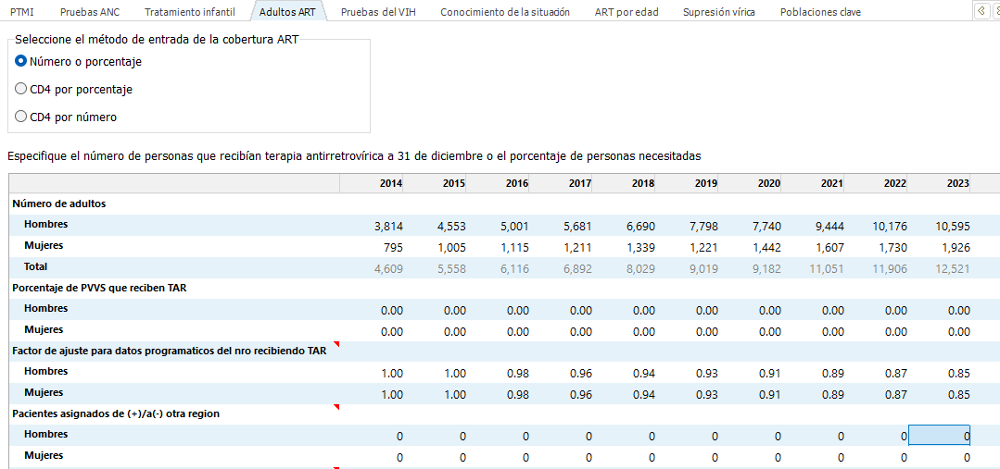 PTMI Pruebas ANC Tratamiento infantil Adultos ART Pruebas del VIH Conocimiento de la situación ART por edad Supresión vírica Poblaciones clave
Seleccione el método de entrada de la cobertura ART
Número o porcentaje
CD4 por porcentaje
CD4 por número
Especifique el número de personas que recibían terapia antirretrovírica a 31 de diciembre o el porcentaje de personas necesitadas
2014 2015 2016 2017 2018 2019 2020 2021 2022 2023
Número de adultos
Hombres 3,814 4,553 5,001 5,681 6,690 7,798 7,740 9,444 10,176 10,595
Mujeres 795 1,005 1,115 1,211 1,339 1,221 1,442 1,607 1,730 1,926
Total 4,609 5,558 6,116 6,892 8,029 9,019 9,182 11,051 11,906 12,521
Porcentaje de PVVS que reciben TAR
Hombres 0.00 0.00 0.00 0.00 0.00 0.00 0.00 0.00 0.00 0.00
Mujeres 0.00 0.00 0.00 0.00 0.00 0.00 0.00 0.00 0.00 0.00
Factor de ajuste para datos programaticos del nro recibiendo TAR
Hombres 1.00 1.00 0.98 0.96 0.94 0.93 0.91 0.89 0.87 0.85
Mujeres 1.00 1.00 0.98 0.96 0.94 0.93 0.91 0.89 0.87 0.85
Pacientes asignados de (+)/a(-) otra region
Hombres 0 0 0 0 0 0 0 0 0 0
Mujeres 0 0 0 0 0 0 0 0 0 0